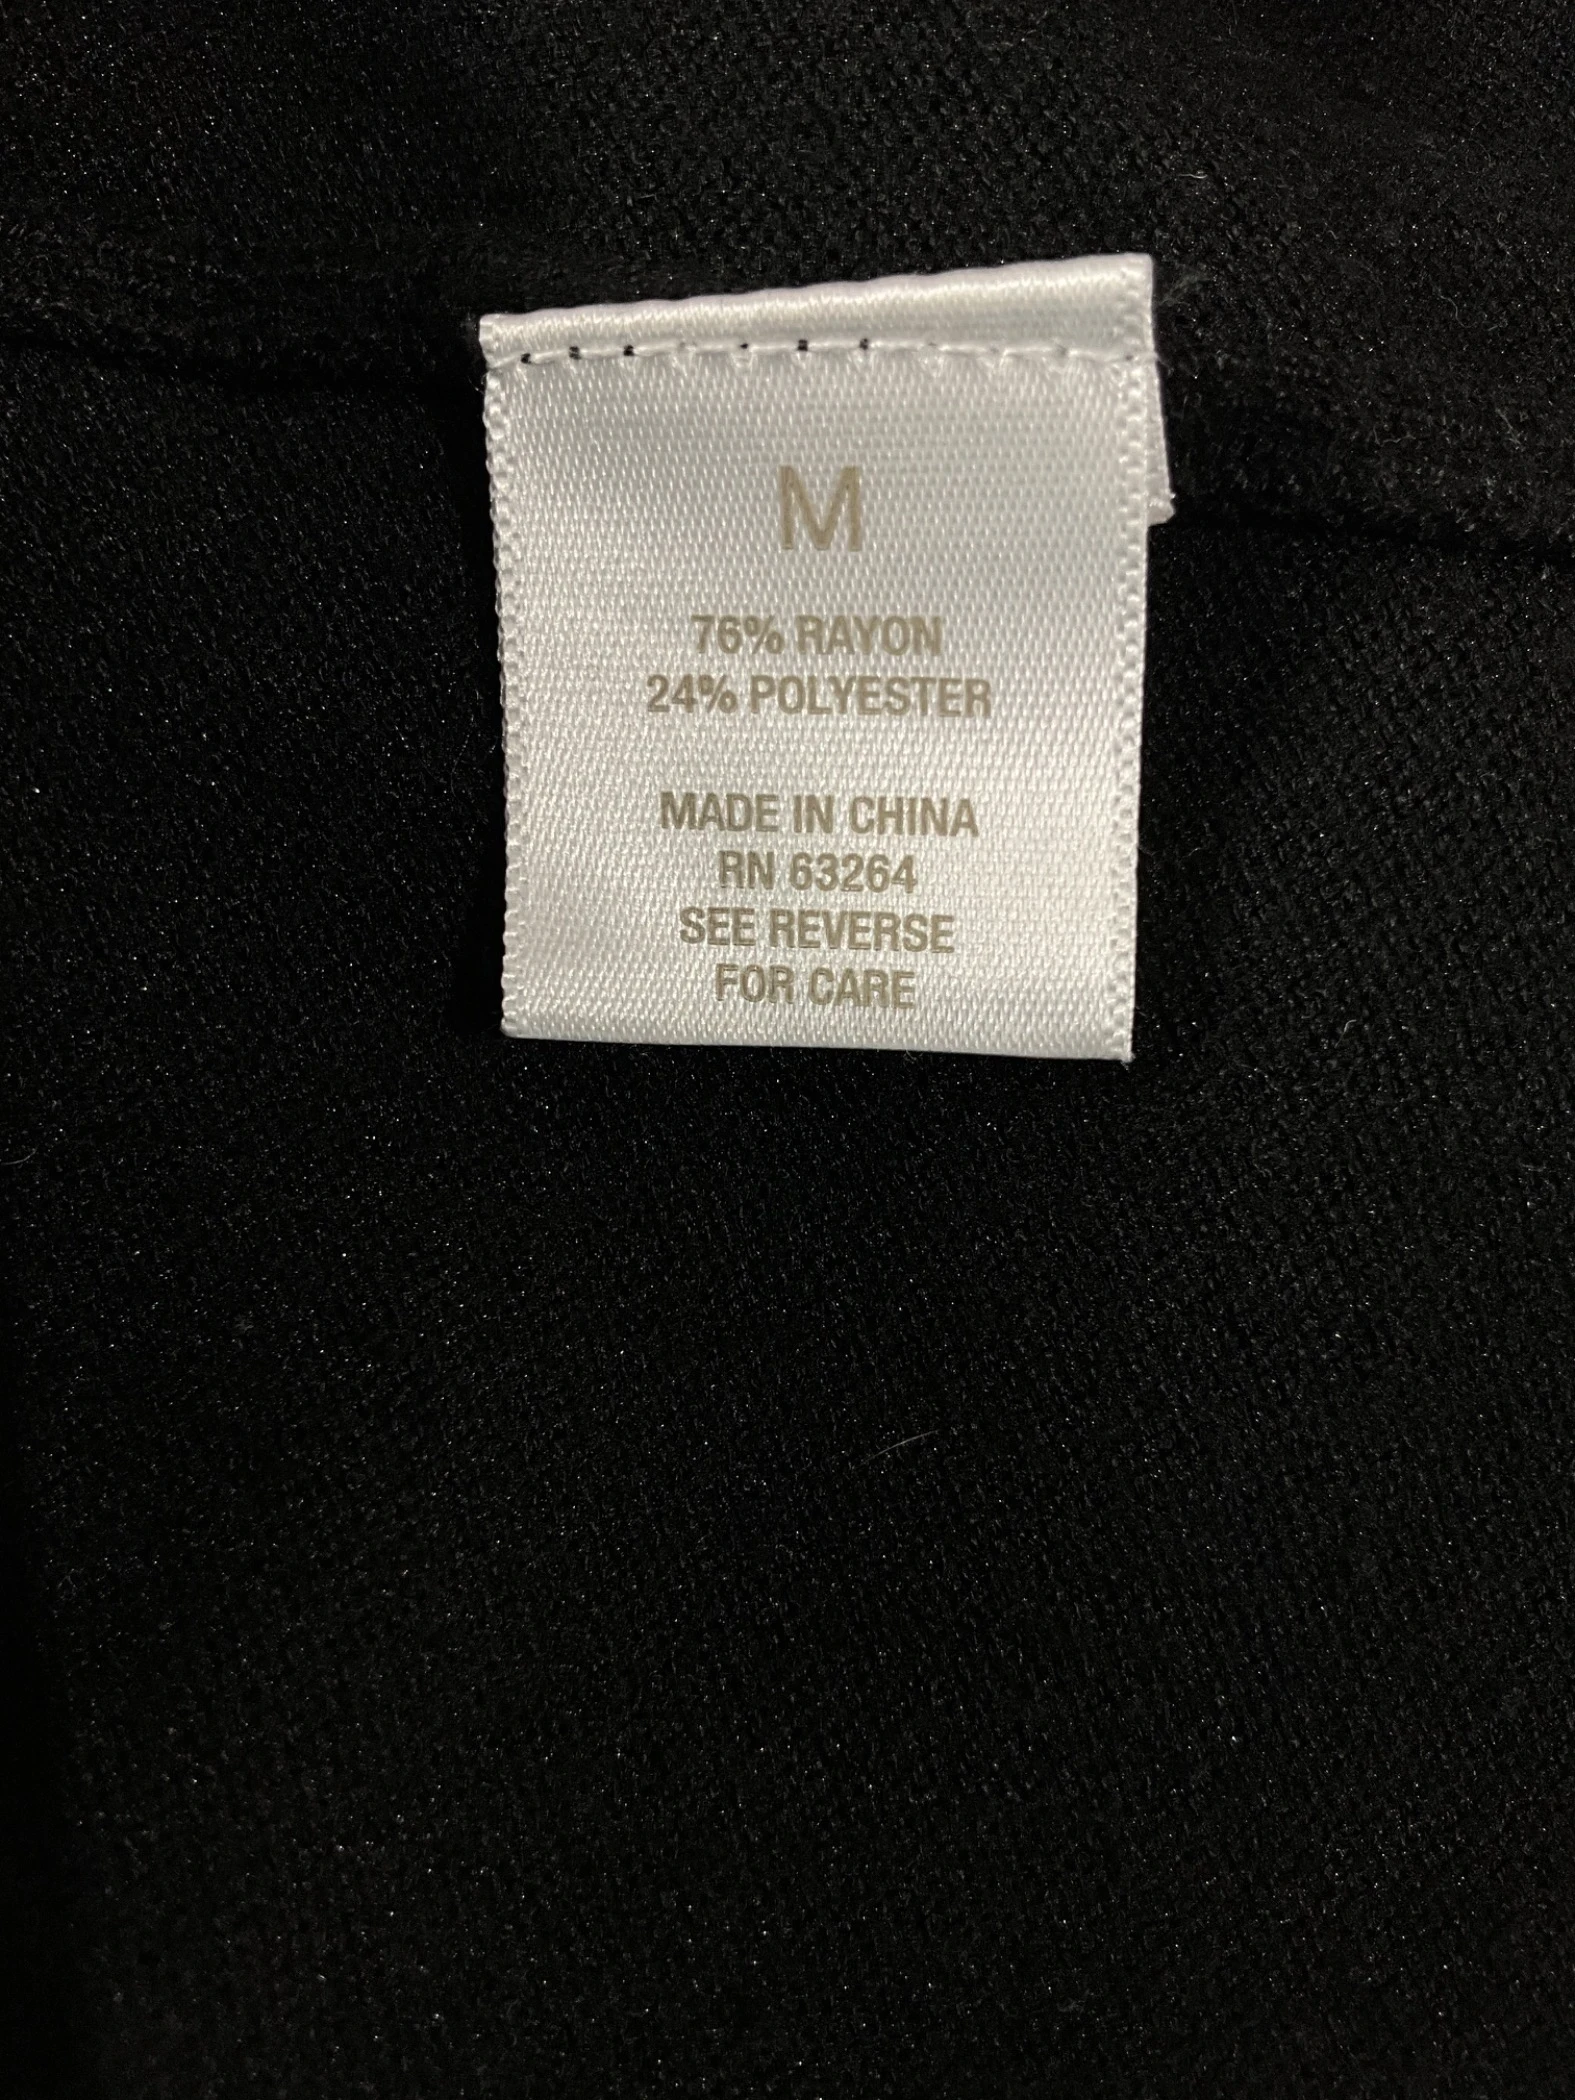 M
76% RAYON
24% POLYESTER
MADE IN CHINA
RN 63264
SEE REVERSE
FOR CARE